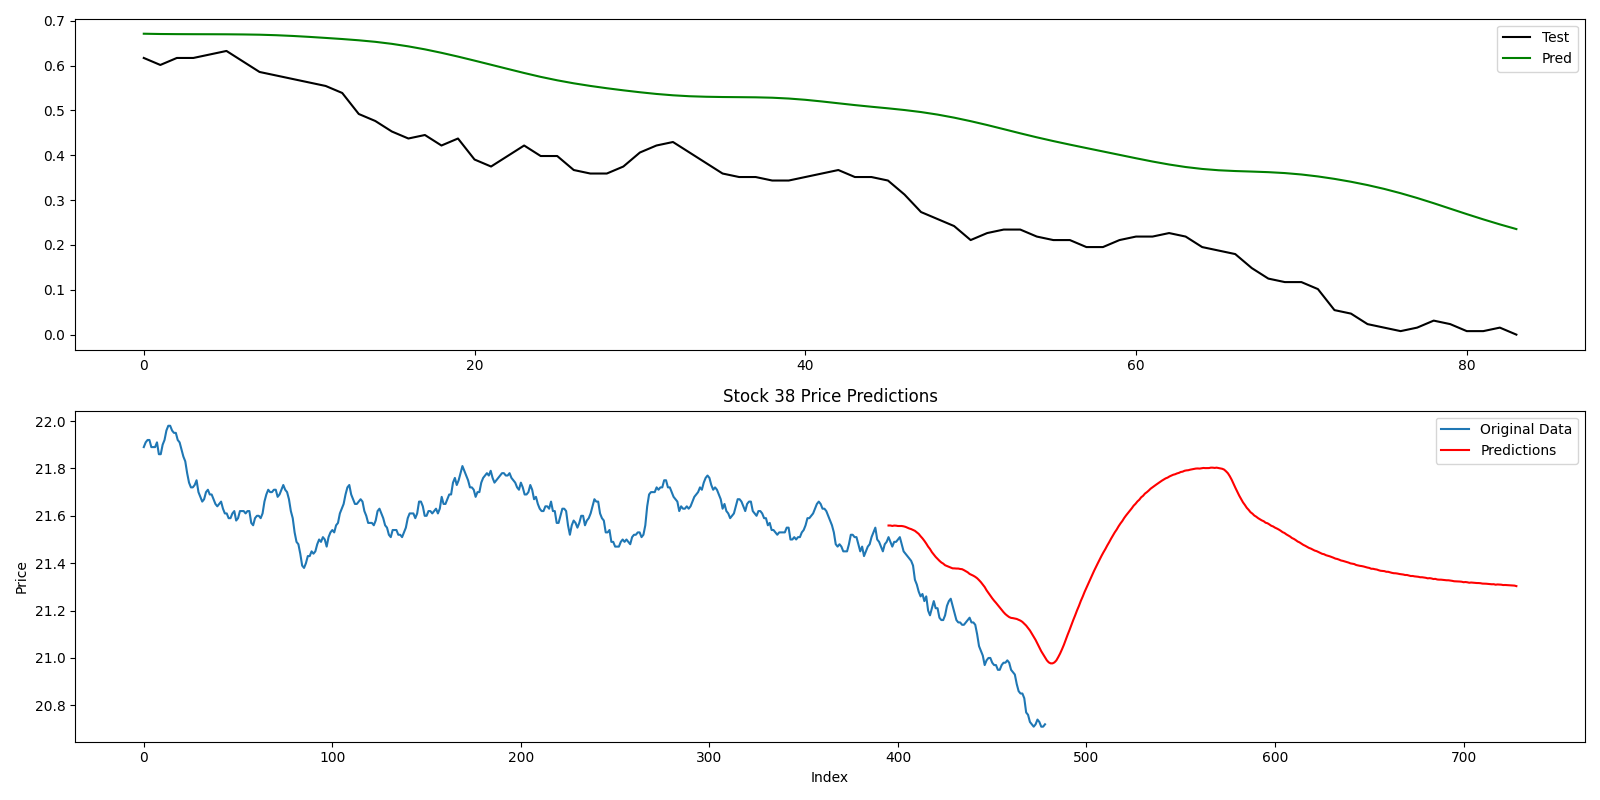 0.7
0.6
0.5
0.4
0.3
0.2
0.1
0.0
Test
Pred
0 20 40 60 80
Stock 38 Price Predictions
22.0
21.8
21.6
21.4
21.2
21.0
20.8
Price
Original Data
Predictions
0 100 200 300 400 500 600 700
Index